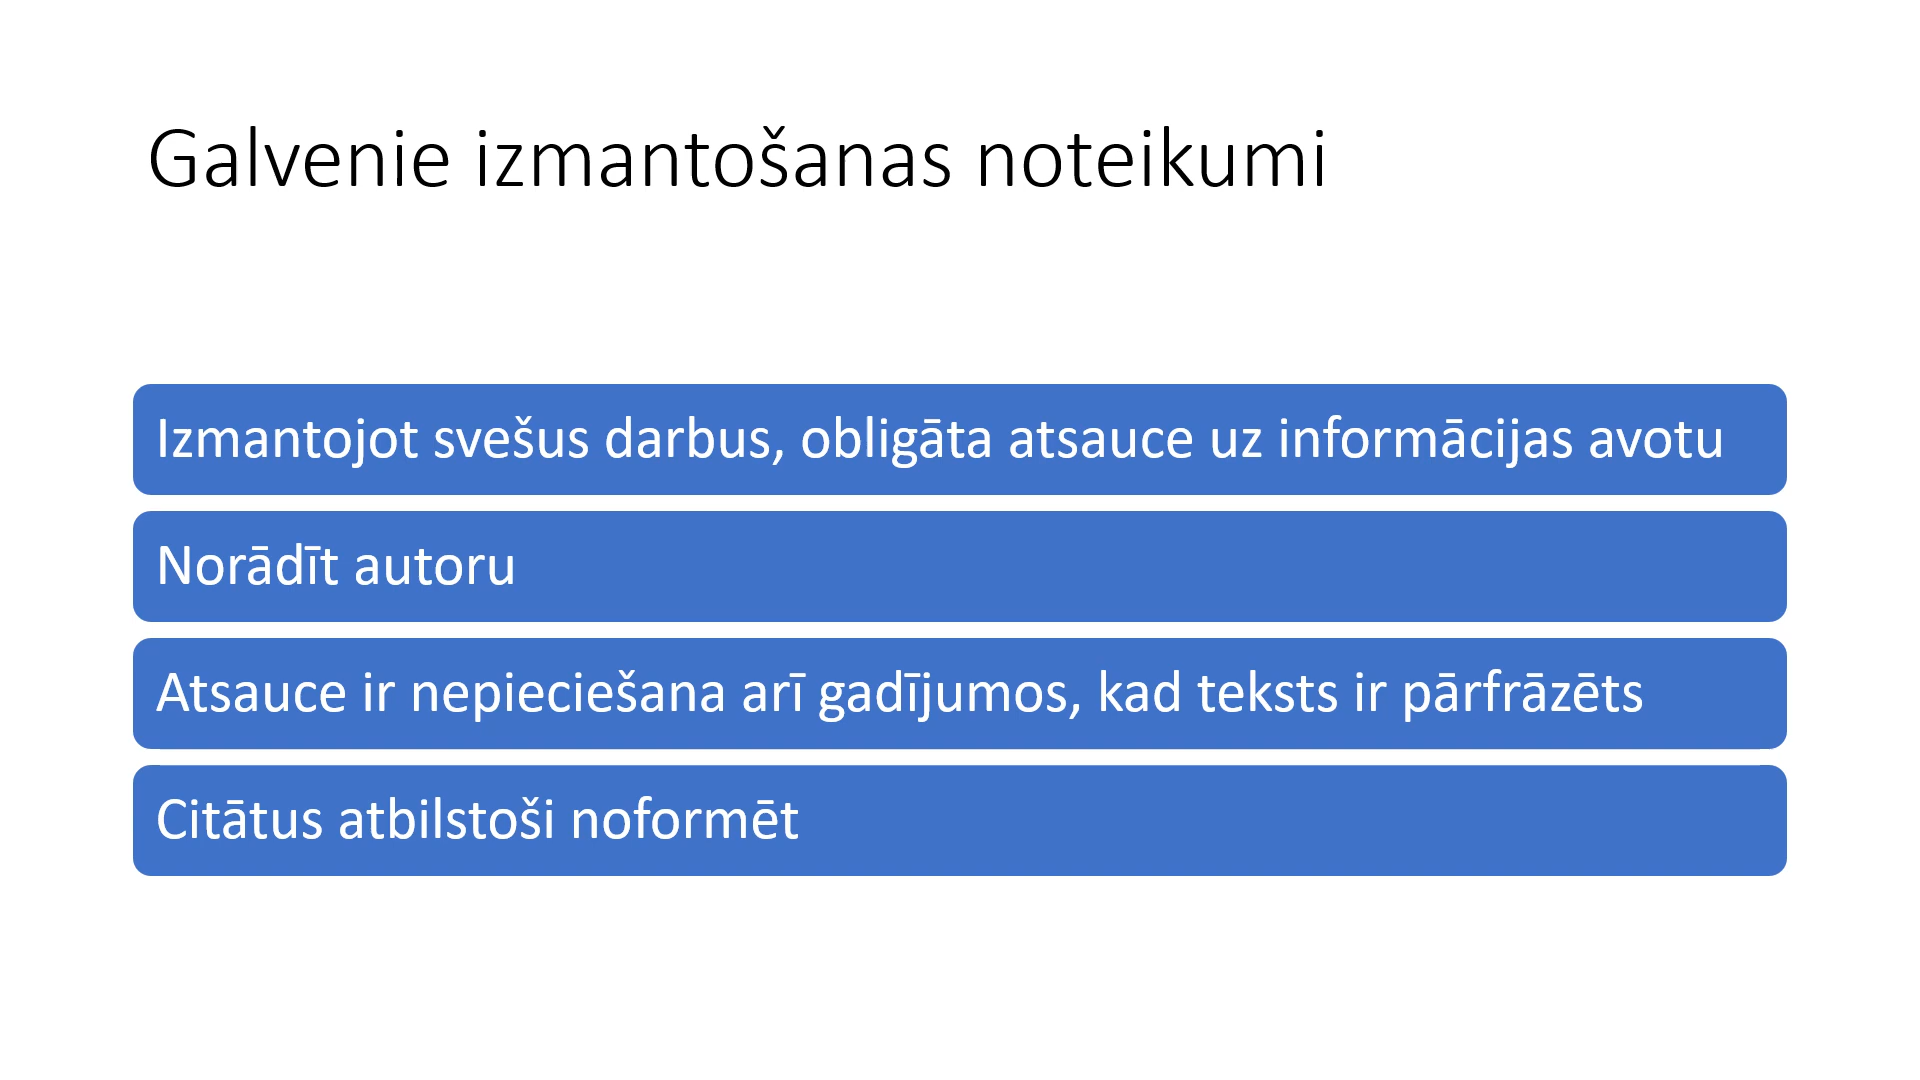 Galvenie izmantošanas noteikumi
Izmantojot svešus darbus, obligāta atsauce uz informācijas avotu
Norādīt autoru
Atsauce ir nepieciešana arī gadījumos, kad teksts ir pārfrāzēts
Citātus atbilstoši noformēt